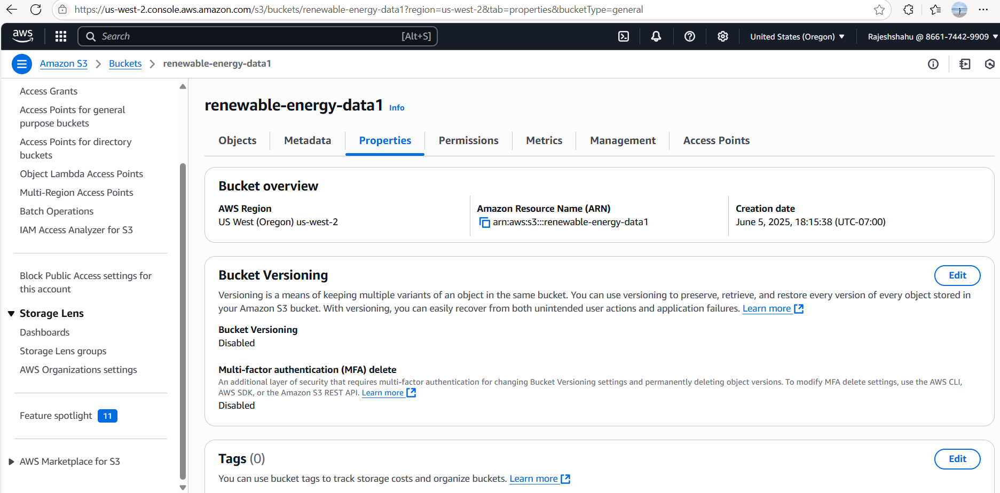 https://us-west-2.console.aws.amazon.com/s3/buckets/renewable-energy-data1?region=us-west-2&tab=properties&bucketType=general
aws
Search [Alt+S]
United States (Oregon)
Rajeshshahu @ 8661-7442-9909
Amazon S3 > Buckets > renewable-energy-data1
Access Grants
Access Points for general
purpose buckets
Access Points for directory
buckets
Object Lambda Access Points
Multi-Region Access Points
Batch Operations
IAM Access Analyzer for S3
Block Public Access settings for
this account
Storage Lens
Dashboards
Storage Lens groups
AWS Organizations settings
Feature spotlight 11
AWS Marketplace for S3
renewable-energy-data1 Info
Objects
Metadata
Properties
Permissions
Metrics
Management
Access Points
Bucket overview
AWS Region
US West (Oregon) us-west-2
Amazon Resource Name (ARN)
arn:aws:s3:::renewable-energy-data1
Creation date
June 5, 2025, 18:15:38 (UTC-07:00)
Bucket Versioning
Edit
Versioning is a means of keeping multiple variants of an object in the same bucket. You can use versioning to preserve, retrieve, and restore every version of every object stored in
your Amazon S3 bucket. With versioning, you can easily recover from both unintended user actions and application failures. Learn more
Bucket Versioning
Disabled
Multi-factor authentication (MFA) delete
An additional layer of security that requires multi-factor authentication for changing Bucket Versioning settings and permanently deleting object versions. To modify MFA delete settings, use the AWS CLI,
AWS SDK, or the Amazon S3 REST API. Learn more
Disabled
Tags (0)
Edit
You can use bucket tags to track storage costs and organize buckets. Learn more